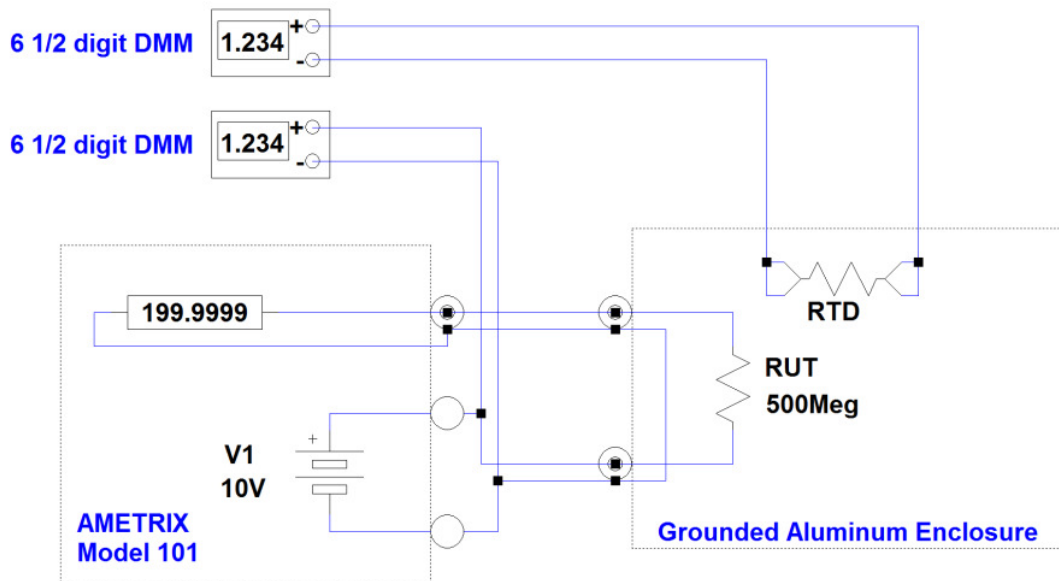 6 1/2 digit DMM
1.234
+
-
6 1/2 digit DMM
1.234
+
-
199.9999
RTD
RUT
500Meg
+
V1
10V
AMETRIX
Model 101
Grounded Aluminum Enclosure